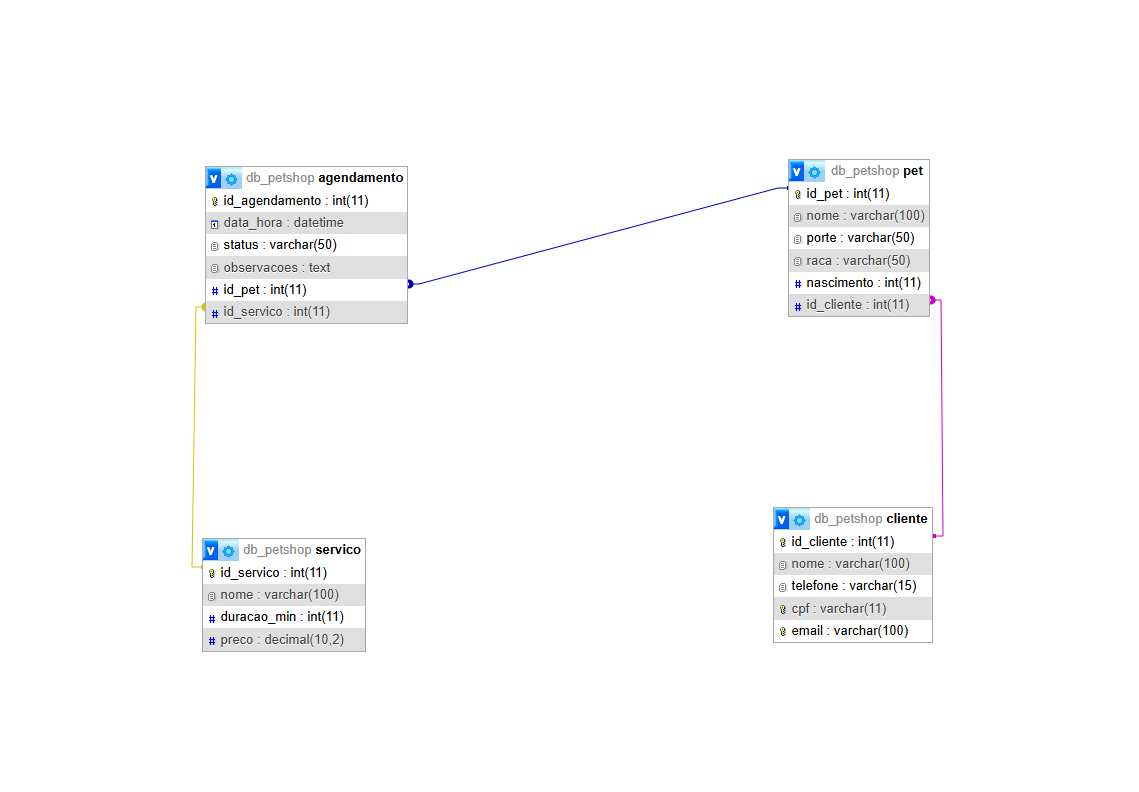 v db_petshop agendamento
id_agendamento : int(11)
data_hora : datetime
status : varchar(50)
observacoes : text
# id_pet : int(11)
# id_servico : int(11)
v db_petshop pet
id_pet : int(11)
nome : varchar(100)
porte : varchar(50)
raca : varchar(50)
# nascimento : int(11)
# id_cliente : int(11)
v db_petshop servico
id_servico : int(11)
nome : varchar(100)
# duracao_min : int(11)
# preco : decimal(10,2)
v db_petshop cliente
id_cliente : int(11)
nome : varchar(100)
telefone : varchar(15)
cpf : varchar(11)
email : varchar(100)